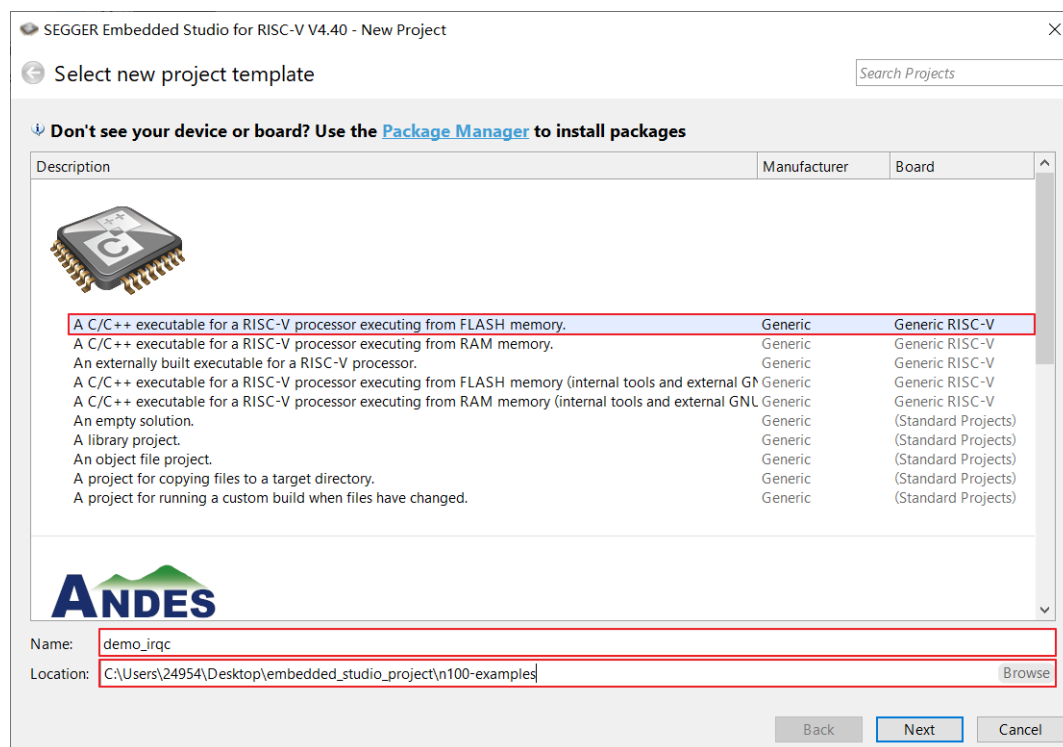 SEGGER Embedded Studio for RISC-V V4.40 - New Project
Select new project template
Search Projects
Don't see your device or board? Use the Package Manager to install packages
Description Manufacturer Board
C
A C/C++ executable for a RISC-V processor executing from FLASH memory. Generic Generic RISC-V
A C/C++ executable for a RISC-V processor executing from RAM memory. Generic Generic RISC-V
An externally built executable for a RISC-V processor. Generic Generic RISC-V
A C/C++ executable for a RISC-V processor executing from FLASH memory (internal tools and external GN Generic Generic RISC-V
A C/C++ executable for a RISC-V processor executing from RAM memory (internal tools and external GNU Generic Generic RISC-V
An empty solution. Generic (Standard Projects)
A library project. Generic (Standard Projects)
An object file project. Generic (Standard Projects)
A project for copying files to a target directory. Generic (Standard Projects)
A project for running a custom build when files have changed. Generic (Standard Projects)
ANDES
Name: demo_irqc
Location: C:\Users\24954\Desktop\embedded_studio_project\n100-examples Browse
Back Next Cancel